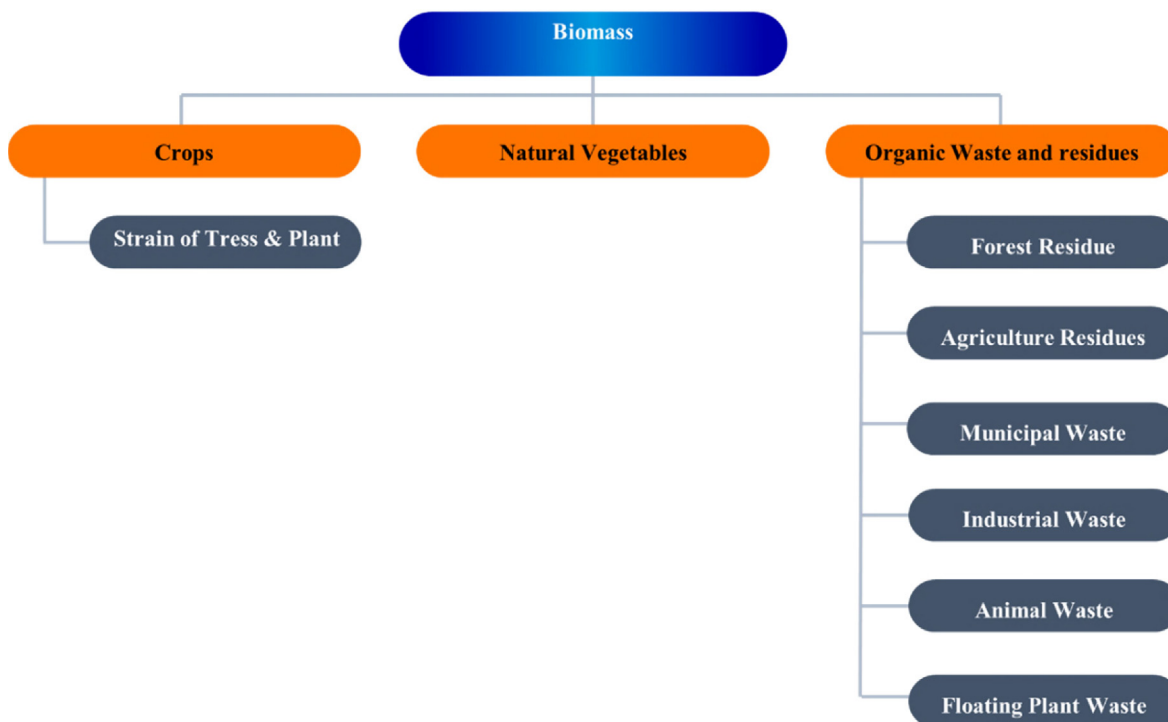 Biomass
Crops
Natural Vegetables
Organic Waste and residues
Strain of Tress & Plant
Forest Residue
Agriculture Residues
Municipal Waste
Industrial Waste
Animal Waste
Floating Plant Waste